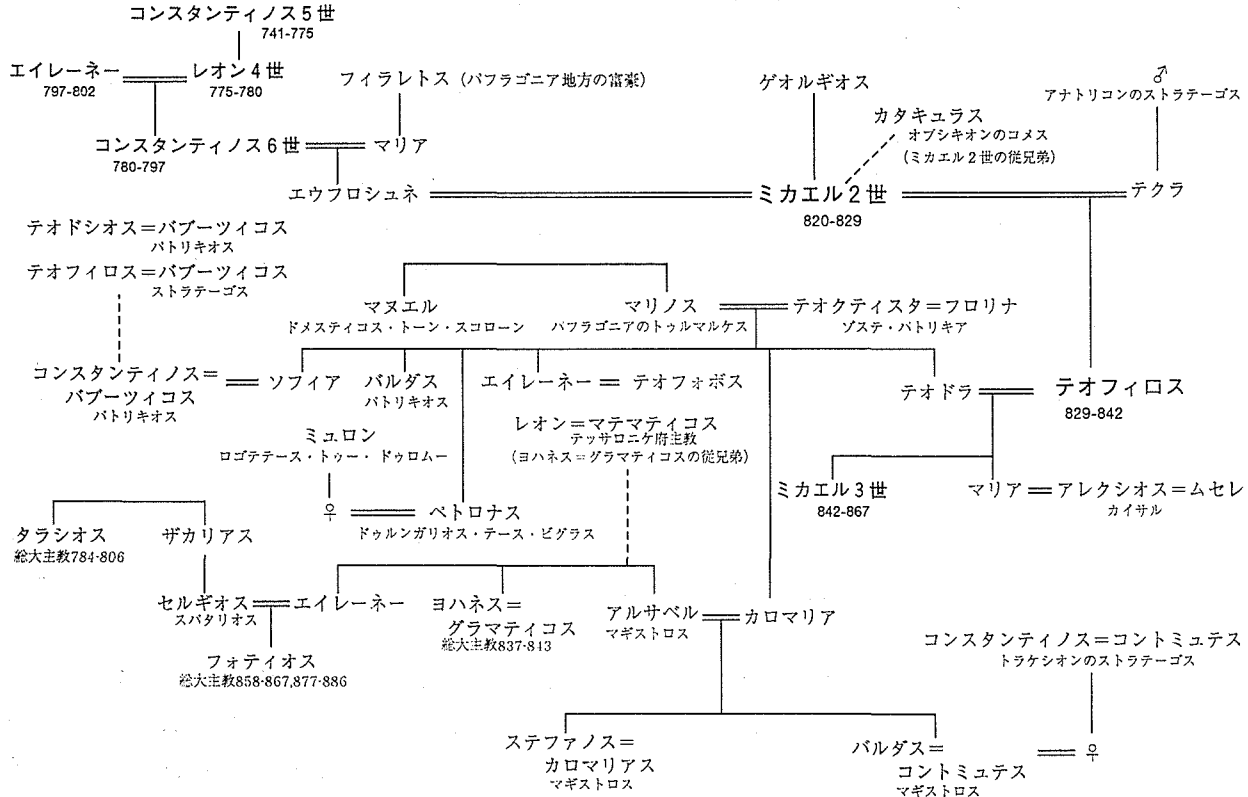 コンスタンティノス5世
741-775
エイレーネー
797-802
レオン4世
775-780
フィラレトス (パフラゴニア地方の富豪)
ゲオルギオス
♂
アナトリコンのストラテーゴス
カタキュラス
オプシキオンのコメス
(ミカエル2世の従兄弟)
コンスタンティノス6世
780-797
マリア
エウフロシュネ
ミカエル2世
820-829
テクラ
テオドシオス=バブーツィコス
パトリキオス
テオフィロス=バブーツィコス
ストラテーゴス
マヌエル
ドメスティコス・トーン・スコローン
マリノス
パフラゴニアのトゥルマルケス
テオクティスタ=フロリナ
ゾステ・パトリキア
コンスタンティノス=
バブーツィコス
パトリキオス
ソフィア
バルダス
パトリキオス
エイレーネー
テオフォボス
テオドラ
テオフィロス
829-842
ミュロン
ロゴテテース・トゥー・ドゥロムー
レオン=マテマティコス
テッサロニケ府主教
(ヨハネス=グラマティコスの従兄弟)
ミカエル3世
842-867
マリア
アレクシオス=ムセレ
カイサル
♀
ペトロナス
ドゥルンガリオス・テース・ビグラス
タラシオス
総大主教784-806
ザカリアス
セルギオス
スパタリオス
エイレーネー
ヨハネス=
グラマティコス
総大主教837-843
アルサベル
マギストロス
カロマリア
フォティオス
総大主教858-867,877-886
コンスタンティノス=コントミュテス
トラケシオンのストラテーゴス
ステファノス=
カロマリアス
マギストロス
バルダス=
コントミュテス
マギストロス
♀